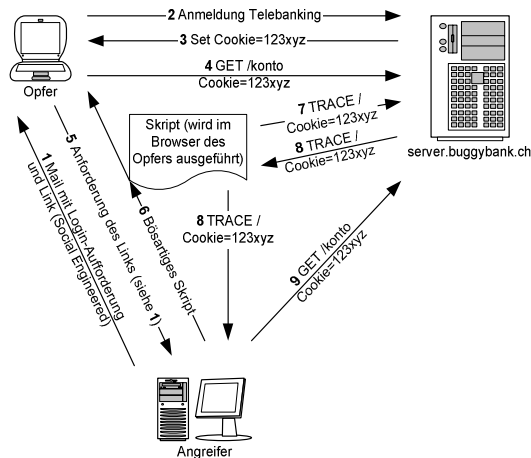 2 Anmeldung Telebanking
3 Set Cookie=123xyz
4 GET /konto
Cookie=123xyz
Opfer
7 TRACE /
Cookie=123xyz
8 TRACE /
Cookie=123xyz
server.buggybank.ch
Skript (wird im
Browser des
Opfers ausgeführt)
1 Mail mit Login-Aufforderung
und Link (Social Engineered)
5 Anforderung des Links (siehe 1)
6 Bösartiges Skript
8 TRACE /
Cookie=123xyz
9 GET /konto
Cookie=123xyz
Angreifer